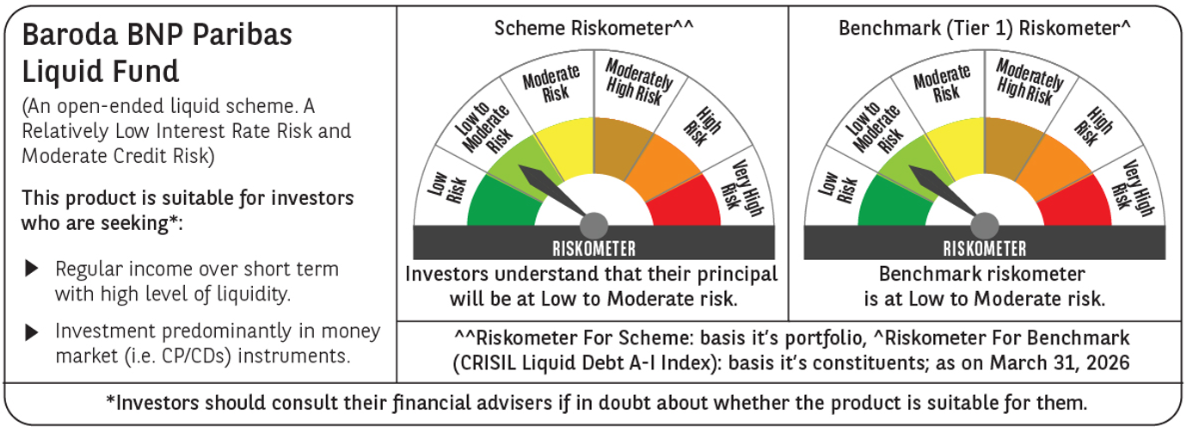 Baroda BNP Paribas
Liquid Fund
(An open-ended liquid scheme. A
Relatively Low Interest Rate Risk and
Moderate Credit Risk)
This product is suitable for investors
who are seeking*:
Regular income over short term
with high level of liquidity.
Investment predominantly in money
market (i.e. CP/CDs) instruments.
Scheme Riskometer^^
Low
Risk
Low to
Moderate
Risk
Moderate
Risk
Moderately
High Risk
High
Risk
Very High
Risk
RISKOMETER
Investors understand that their principal
will be at Low to Moderate risk.
Benchmark (Tier 1) Riskometer^
Low
Risk
Low to
Moderate
Risk
Moderate
Risk
Moderately
High Risk
High
Risk
Very High
Risk
RISKOMETER
Benchmark riskometer
is at Low to Moderate risk.
^^Riskometer For Scheme: basis it’s portfolio, ^Riskometer For Benchmark
(CRISIL Liquid Debt A-I Index): basis it’s constituents; as on March 31, 2026
*Investors should consult their financial advisers if in doubt about whether the product is suitable for them.